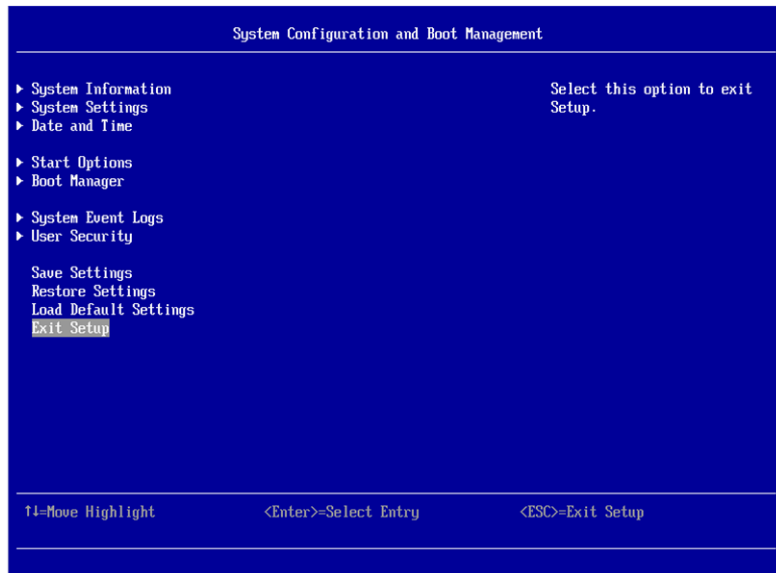 System Configuration and Boot Management
▶ System Information
Select this option to exit
▶ System Settings
Setup.
▶ Date and Time
▶ Start Options
▶ Boot Manager
▶ System Event Logs
▶ User Security
Save Settings
Restore Settings
Load Default Settings
Exit Setup
↑↓=Move Highlight <Enter>=Select Entry <ESC>=Exit Setup